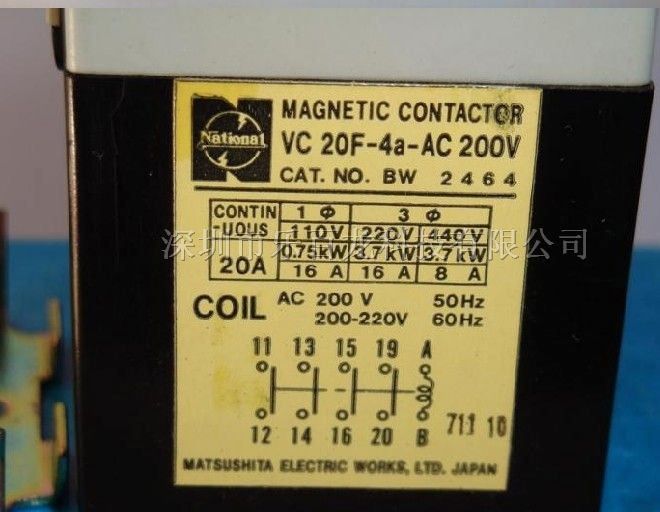 National
MAGNETIC CONTACTOR
VC 20F-4a-AC 200V
CAT. NO. BW 2464
CONTIN 1 Φ 3 Φ
-UOUS 110V 220V 440V
0.75kW 3.7kW 3.7kW
20A 16 A 16 A 8 A
COIL AC 200 V 50Hz
200-220V 60Hz
11 13 15 19 A
12 14 16 20 B
711 10
MATSUSHITA ELECTRIC WORKS, LTD. JAPAN
深圳市 有限公司